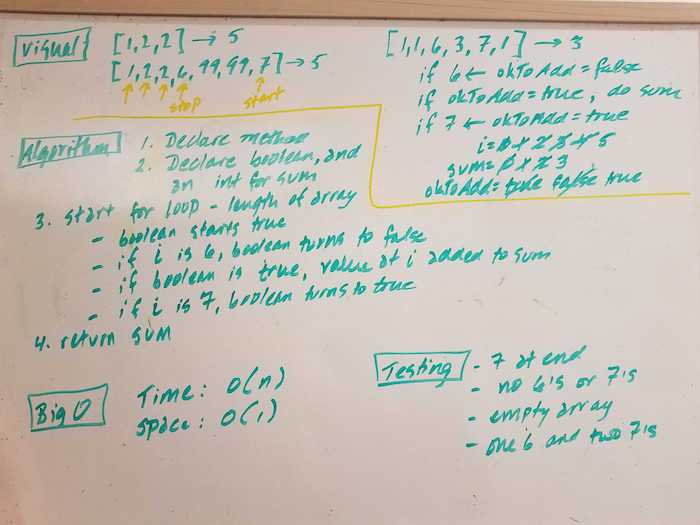 Visual
[1,2,2] → 5
[1,2,2,6,99,99,7] → 5
↑ ↑ ↑ ↑ ↑
stop start
[1,1,6,3,7,1] → 3
if 6 ← okToAdd = false
if okToAdd = true, do sum
if 7 ← okToAdd = true
i = 0 1 2 3 4 5
sum = 0 1 2 3
okToAdd = true false true
Algorithm
1. Declare method
2. Declare boolean, and
an int for sum
3. start for loop - length of array
- boolean starts true
- if i is 6, boolean turns to false
- if boolean is true, value at i added to sum
- if i is 7, boolean turns to true
4. return sum
Big O
Time: O(n)
Space: O(1)
Testing
- 7 at end
- no 6's or 7's
- empty array
- one 6 and two 7's